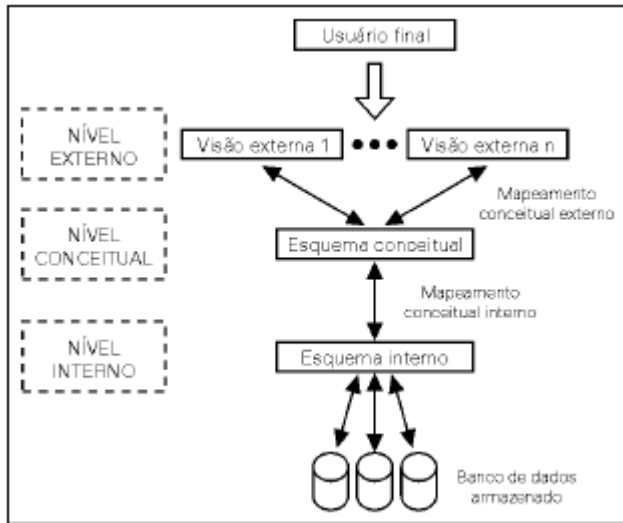 Usuário final
NÍVEL
EXTERNO
Visão externa 1
Visão externa n
Mapeamento
conceitual externo
NÍVEL
CONCEITUAL
Esquema conceitual
Mapeamento
conceitual interno
NÍVEL
INTERNO
Esquema interno
Banco de dados
armazenado